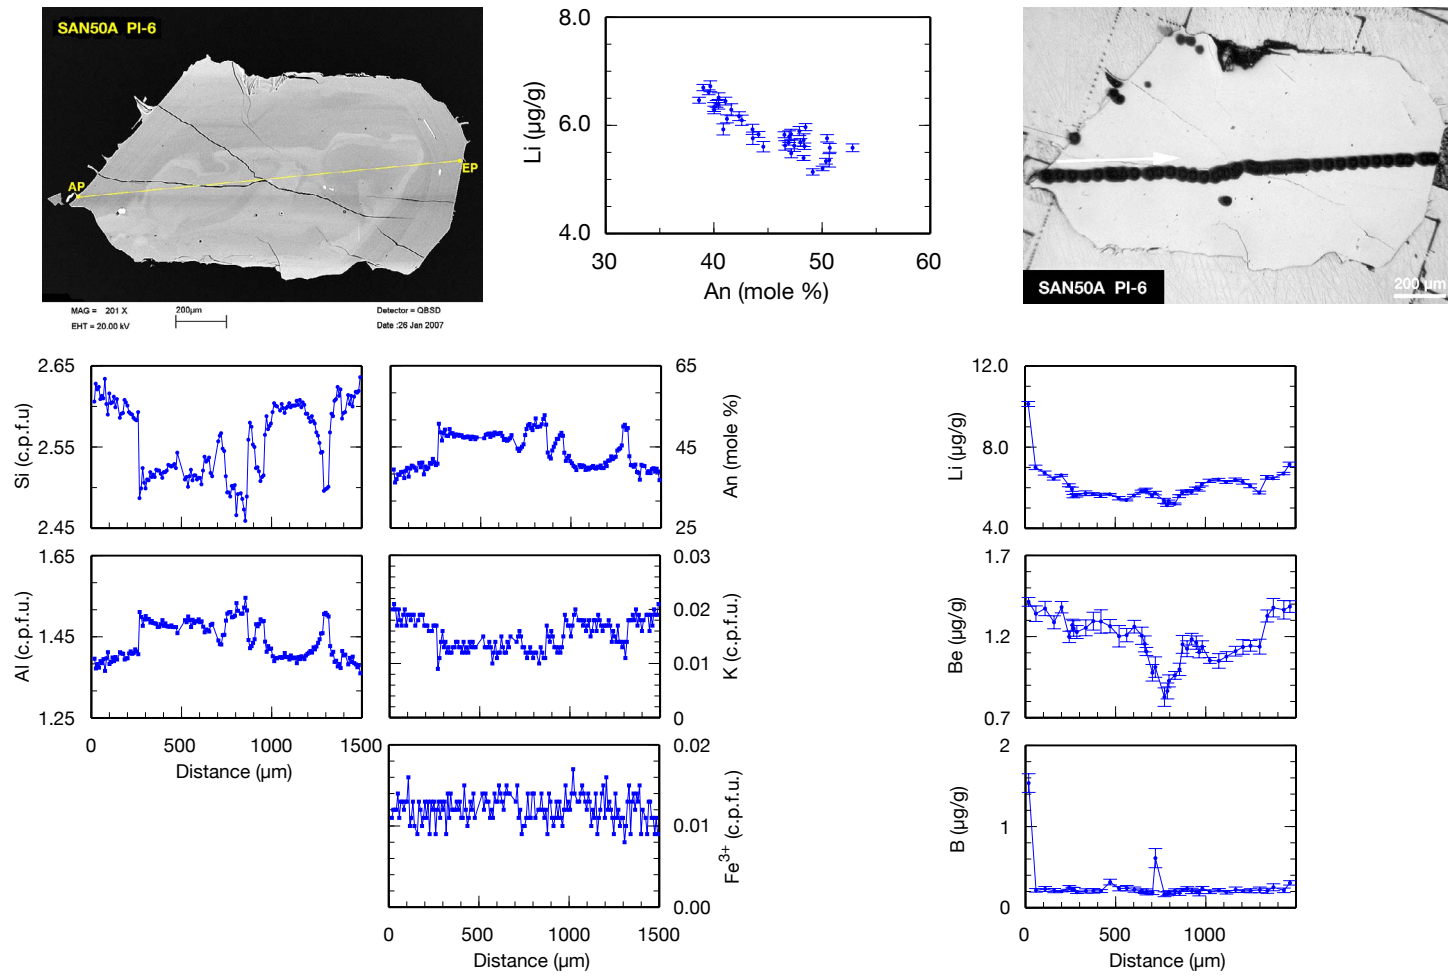 SAN50A PI-6
AP
EP
MAG = 201 X
200µm
Detector = QBSD
EHT = 20.00 kV
Date :26 Jan 2007
8.0
6.0
4.0
Li (µg/g)
30
40
50
60
An (mole %)
SAN50A PI-6
200 µm
2.65
2.55
2.45
Si (c.p.f.u)
65
45
25
An (mole %)
12.0
8.0
4.0
Li (µg/g)
1.65
1.45
1.25
Al (c.p.f.u.)
0
500
1000
1500
Distance (µm)
0.03
0.02
0.01
0
K (c.p.f.u.)
1.7
1.2
0.7
Be (µg/g)
0.02
0.01
0.00
Fe³⁺ (c.p.f.u.)
0
500
1000
1500
Distance (µm)
2
1
0
B (µg/g)
0
500
1000
Distance (µm)